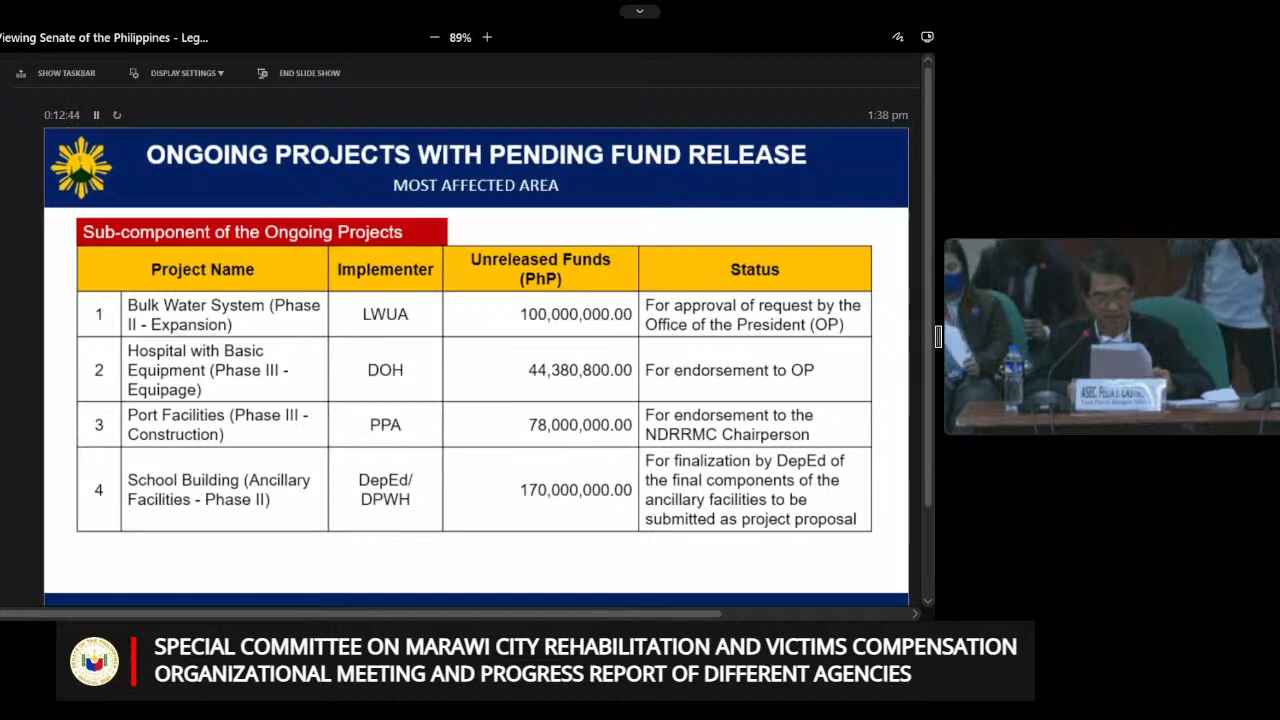 Viewing Senate of the Philippines - Leg...
89%
SHOW TASKBAR
DISPLAY SETTINGS
END SLIDE SHOW
0:12:44
1:38 pm
ONGOING PROJECTS WITH PENDING FUND RELEASE
MOST AFFECTED AREA
Sub-component of the Ongoing Projects
Project Name
Implementer
Unreleased Funds
(PhP)
Status
1
Bulk Water System (Phase
II - Expansion)
LWUA
100,000,000.00
For approval of request by the
Office of the President (OP)
2
Hospital with Basic
Equipment (Phase III -
Equipage)
DOH
44,380,800.00
For endorsement to OP
3
Port Facilities (Phase III -
Construction)
PPA
78,000,000.00
For endorsement to the
NDRRMC Chairperson
4
School Building (Ancillary
Facilities - Phase II)
DepEd/
DPWH
170,000,000.00
For finalization by DepEd of
the final components of the
ancillary facilities to be
submitted as project proposal
ASEC. FELIX
SPECIAL COMMITTEE ON MARAWI CITY REHABILITATION AND VICTIMS COMPENSATION
ORGANIZATIONAL MEETING AND PROGRESS REPORT OF DIFFERENT AGENCIES